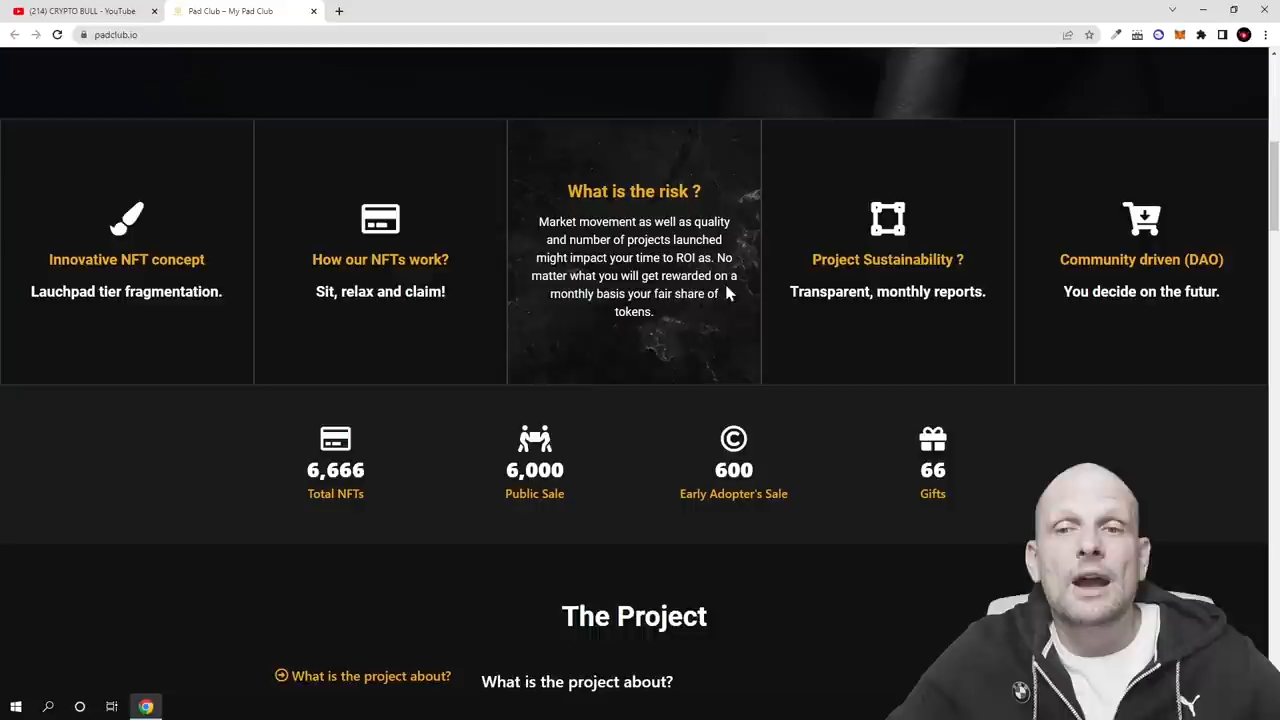 (214) CRYPTO BULL - YouTube
Pad Club – My Pad Club
padclub.io
Innovative NFT concept
Lauchpad tier fragmentation.
How our NFTs work?
Sit, relax and claim!
What is the risk ?
Market movement as well as quality
and number of projects launched
might impact your time to ROI as. No
matter what you will get rewarded on a
monthly basis your fair share of
tokens.
Project Sustainability ?
Transparent, monthly reports.
Community driven (DAO)
You decide on the futur.
6,666
Total NFTs
6,000
Public Sale
600
Early Adopter's Sale
66
Gifts
The Project
What is the project about?
What is the project about?